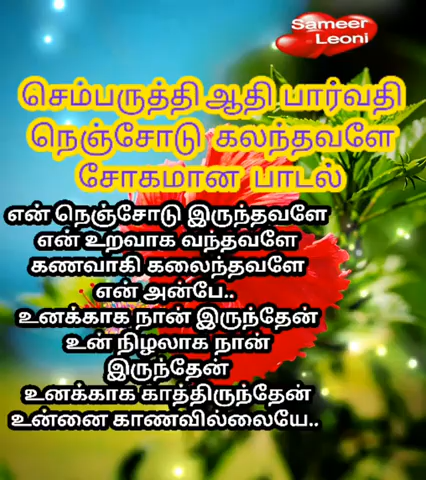 Sameer
Leoni
செம்பருத்தி ஆதி பார்வதி
நெஞ்சோடு கலந்தவளே
சோகமான பாடல்
என் நெஞ்சோடு இருந்தவளே
என் உறவாக வந்தவளே
கணவாகி கலைந்தவளே
என் அன்பே..
உனக்காக நான் இருந்தேன்
உன் நிழலாக நான்
இருந்தேன்
உனக்காக காத்திருந்தேன்
உன்னை காணவில்லையே..